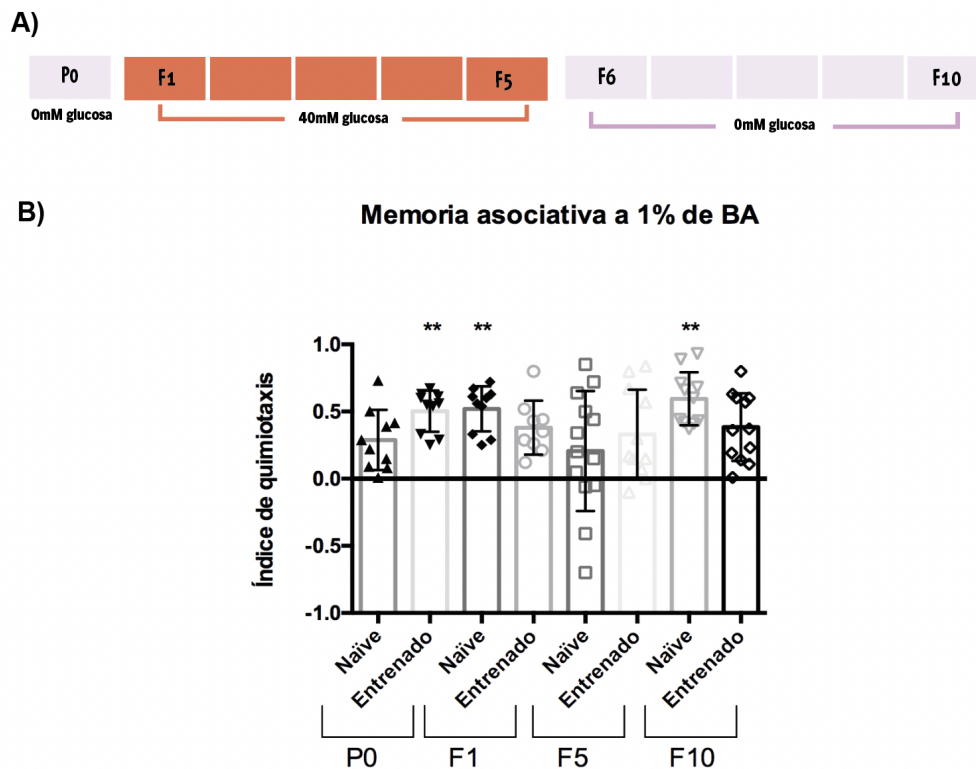 A)
P0 F1 F5 F6 F10
0mM glucosa 40mM glucosa 0mM glucosa
B)
Memoria asociativa a 1% de BA
** ** **
Índice de quimiotaxis
1.0
0.5
0.0
-0.5
-1.0
Naïve Entrenado Naïve Entrenado Naïve Entrenado Naïve Entrenado
P0 F1 F5 F10